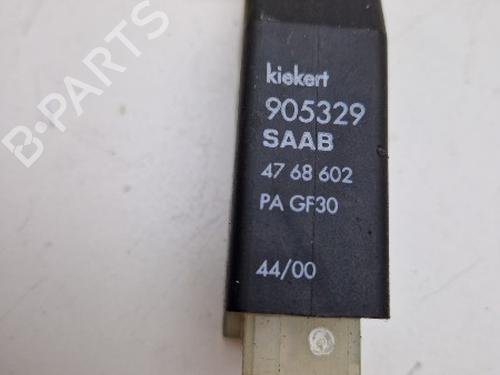 B-PARTS
kiekert
905329
SAAB
47 68 602
PA GF30
44/00